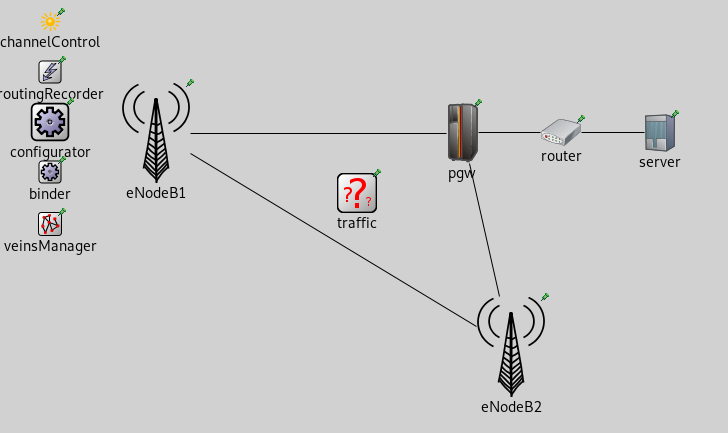 channelControl
routingRecorder
configurator
binder
veinsManager
eNodeB1
traffic
???
pgw
router
server
eNodeB2